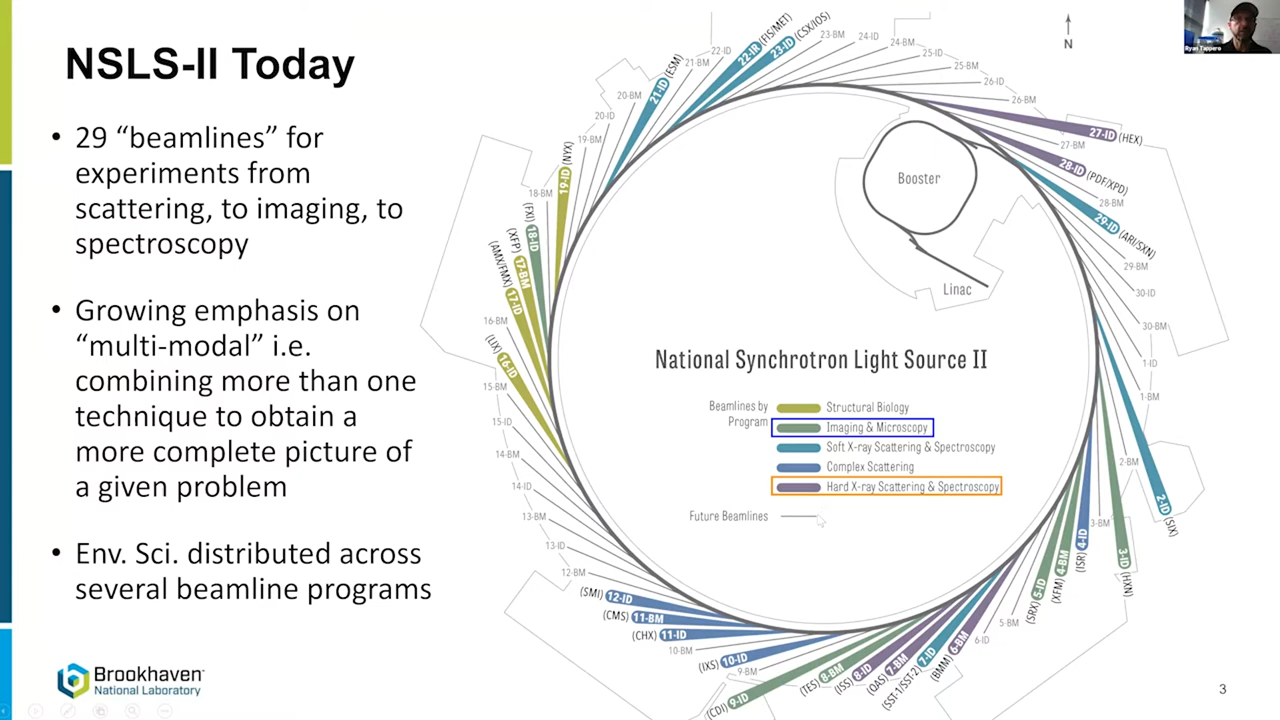 NSLS-II Today
• 29 “beamlines” for
experiments from
scattering, to imaging, to
spectroscopy
• Growing emphasis on
“multi-modal” i.e.
combining more than one
technique to obtain a
more complete picture of
a given problem
• Env. Sci. distributed across
several beamline programs
Brookhaven™
National Laboratory
N
Ryan Tappero
22-ID
22-IR (FIS/MET)
23-ID (CSX/IOS)
23-BM
24-ID
24-BM
25-ID
25-BM
26-ID
26-BM
27-ID (HEX)
27-BM
28-ID (PDF/XPD)
28-BM
29-ID (ARI/SXN)
29-BM
30-ID
30-BM
1-ID
1-BM
2-ID (SIX)
2-BM
3-ID (HXN)
3-BM
4-ID (ISR)
4-BM (XFM)
5-ID (SRX)
5-BM
6-ID
6-BM (BMM)
7-ID (SST-1/SST-2)
7-BM (QAS)
8-ID (ISS)
8-BM (TES)
9-ID (CDI)
9-BM
(IXS) 10-ID
10-BM
(CHX) 11-ID
(CMS) 11-BM
(SMI) 12-ID
12-BM
13-ID
13-BM
14-ID
14-BM
15-ID
15-BM
(LIX) 16-ID
16-BM
(AMX/FMX) 17-ID
(XFP) 17-BM
(FXI) 18-ID
18-BM
19-ID (NYX)
19-BM
20-ID
20-BM
21-ID (ESM)
21-BM
Booster
Linac
National Synchrotron Light Source II
Beamlines by
Program
Structural Biology
Imaging & Microscopy
Soft X-ray Scattering & Spectroscopy
Complex Scattering
Hard X-ray Scattering & Spectroscopy
Future Beamlines
3